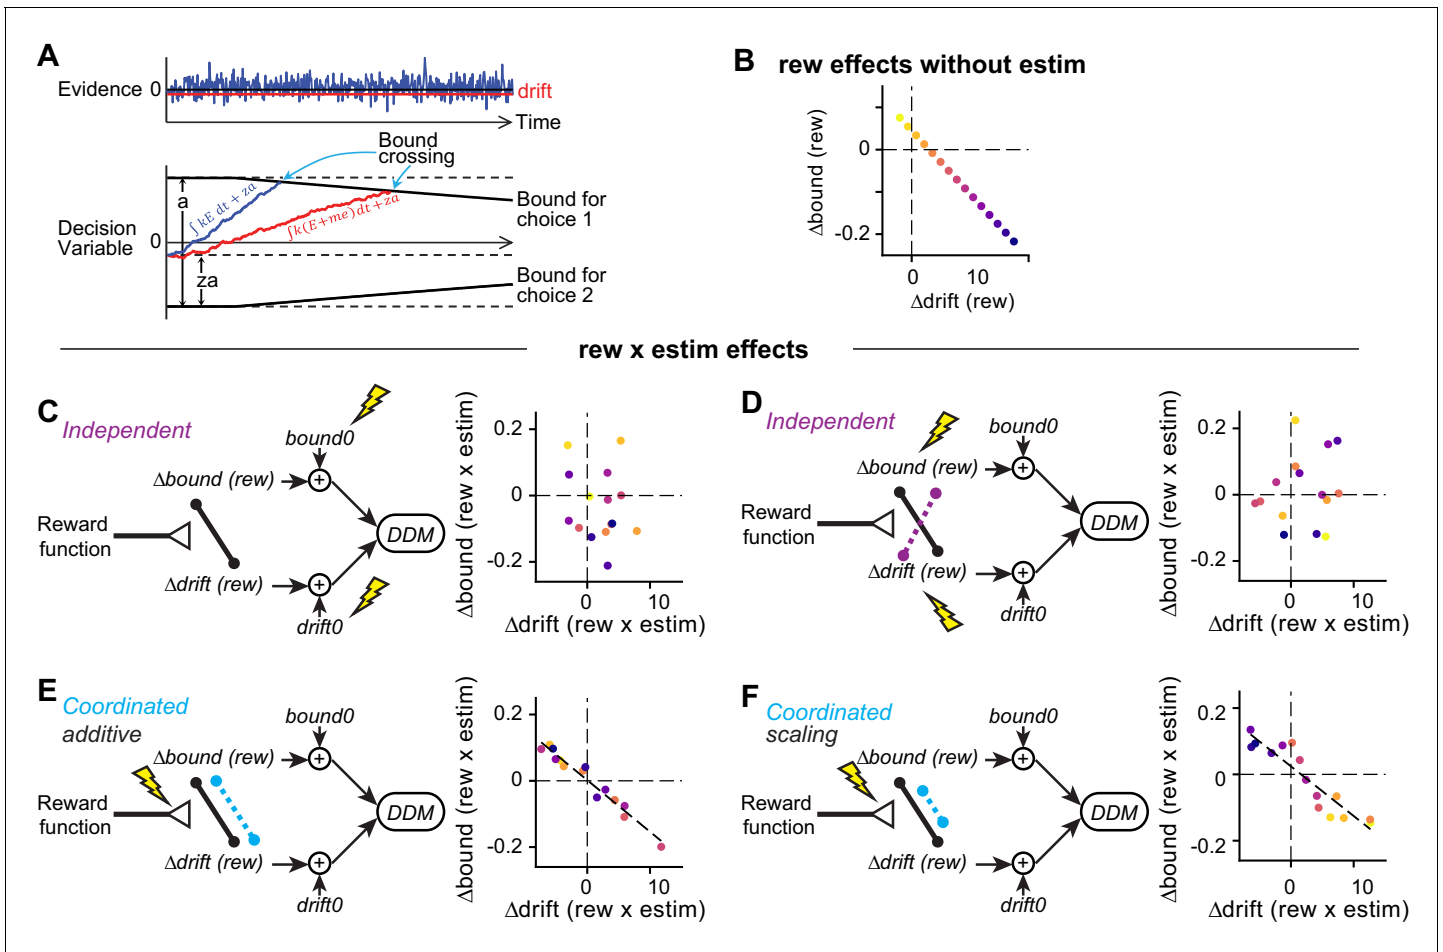 A
Evidence
0
drift
Time
Bound
crossing
a
∫ kE dt + za
∫k(E+me)dt+za
Bound for
choice 1
Decision
Variable
0
za
Bound for
choice 2
B
rew effects without estim
Δbound (rew)
0
-0.2
0
10
Δdrift (rew)
rew x estim effects
C
Independent
bound0
Δbound (rew)
+
Reward
function
DDM
Δdrift (rew)
+
drift0
Δbound (rew x estim)
0.2
0
-0.2
0
10
Δdrift (rew x estim)
D
Independent
bound0
Δbound (rew)
+
Reward
function
DDM
Δdrift (rew)
+
drift0
Δbound (rew x estim)
0.2
0
-0.2
0
10
Δdrift (rew x estim)
E
Coordinated
additive
bound0
Δbound (rew)
+
Reward
function
DDM
Δdrift (rew)
+
drift0
Δbound (rew x estim)
0.2
0
-0.2
0
10
Δdrift (rew x estim)
F
Coordinated
scaling
bound0
Δbound (rew)
+
Reward
function
DDM
Δdrift (rew)
+
drift0
Δbound (rew x estim)
0.2
0
-0.2
0
10
Δdrift (rew x estim)